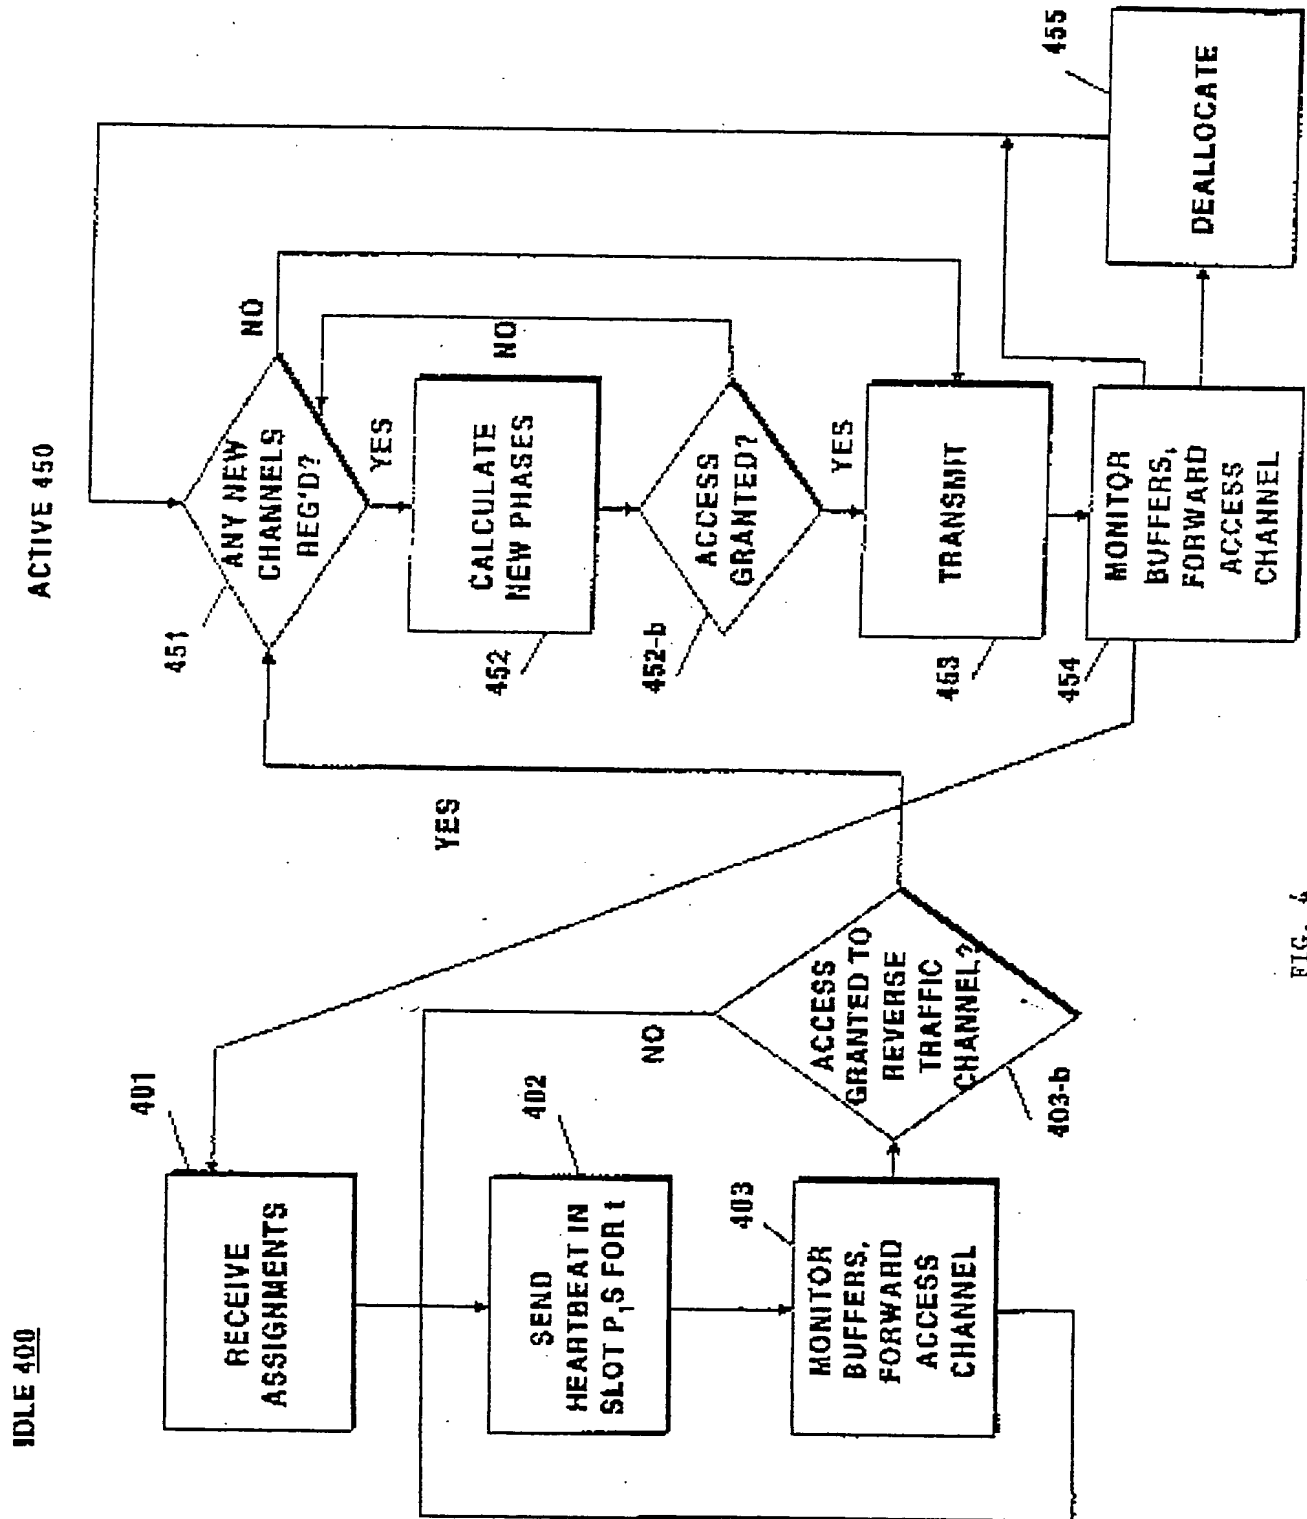 IDLE 400
401
RECEIVE
ASSIGNMENTS
402
SEND
HEARTBEAT IN
SLOT P,S FOR t
403
MONITOR
BUFFERS,
FORWARD
ACCESS
CHANNEL
NO
ACCESS
GRANTED TO
REVERSE
TRAFFIC
CHANNEL?
403-b
YES
ACTIVE 450
451
ANY NEW
CHANNELS
REG'D?
NO
YES
452
CALCULATE
NEW PHASES
NO
452-b
ACCESS
GRANTED?
YES
453
TRANSMIT
454
MONITOR
BUFFERS,
FORWARD
ACCESS
CHANNEL
455
DEALLOCATE
FIG. 4